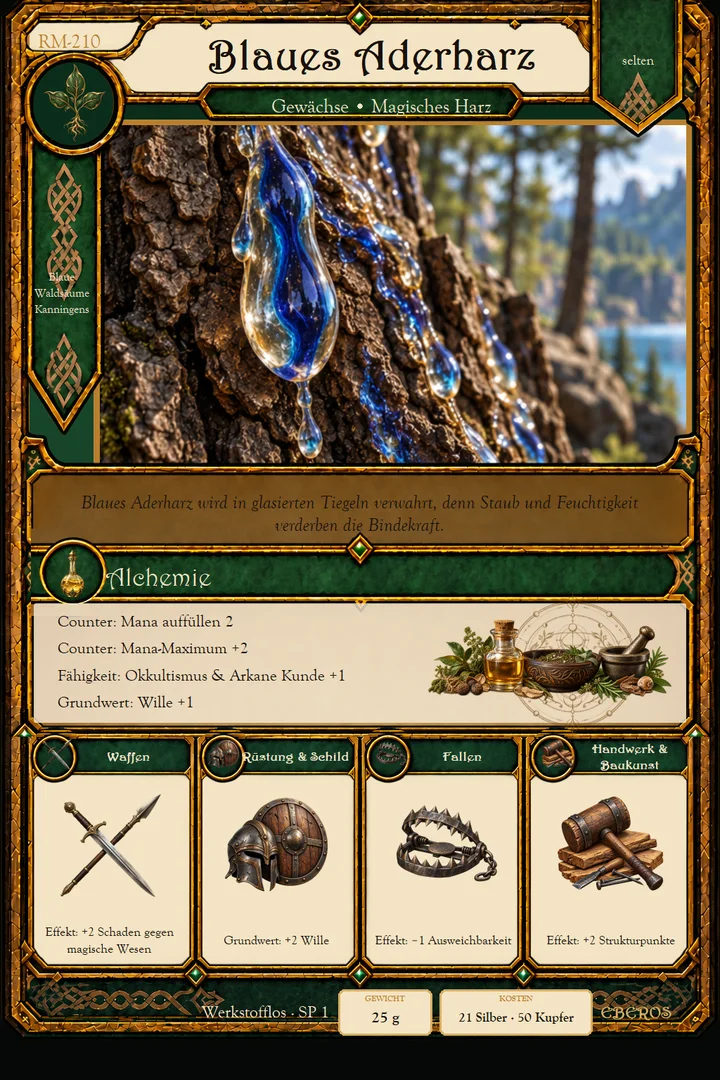 RM-210
Blaues Aderharz
selten
Gewächse • Magisches Harz
Blaue
Waldsäume
Kanningens
Blaues Aderharz wird in glasierten Tiegeln verwahrt, denn Staub und Feuchtigkeit
verderben die Bindekraft.
Alchemie
Counter: Mana auffüllen 2
Counter: Mana-Maximum +2
Fähigkeit: Okkultismus & Arkane Kunde +1
Grundwert: Wille +1
Waffen
Rüstung & Schild
Fallen
Handwerk &
Baukunst
Effekt: +2 Schaden gegen
magische Wesen
Grundwert: +2 Wille
Effekt: −1 Ausweichbarkeit
Effekt: +2 Strukturpunkte
Werkstofflos · SP 1
GEWICHT
25 g
KOSTEN
21 Silber · 50 Kupfer
EBEROS